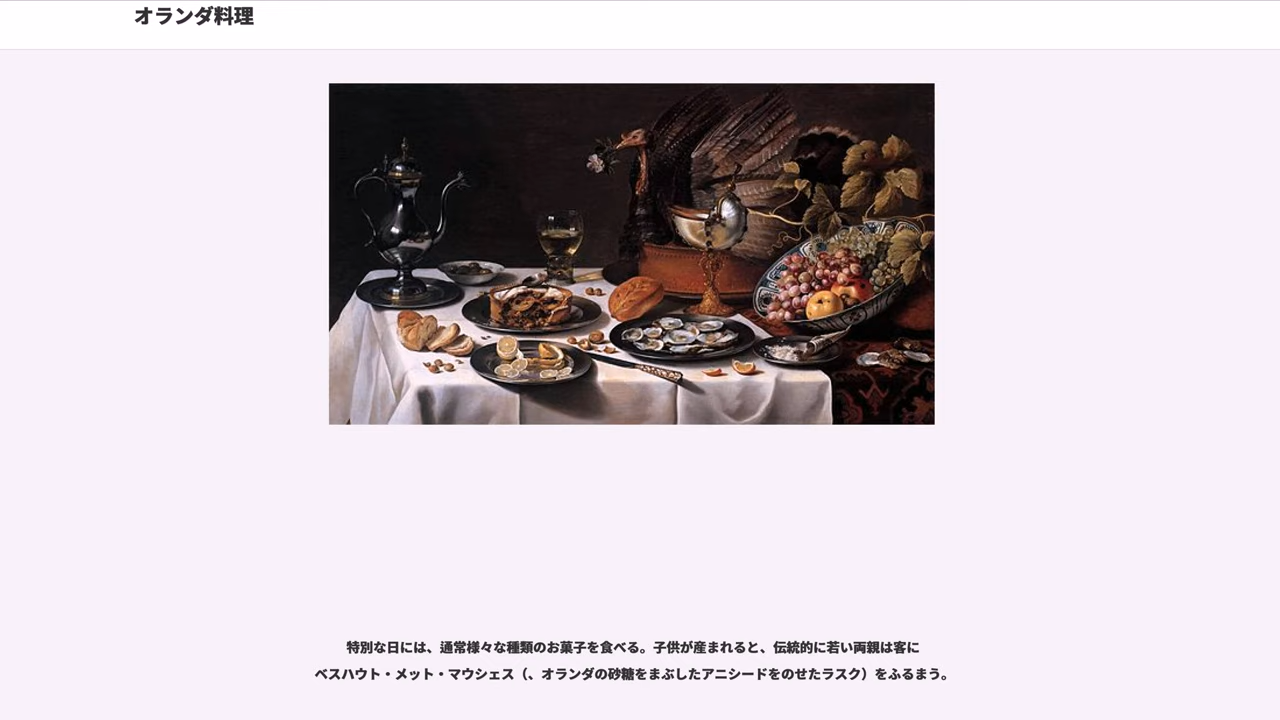 オランダ料理
特別な日には、通常様々な種類のお菓子を食べる。子供が産まれると、伝統的に若い両親は客に
ベスハウト・メット・マウシェス（、オランダの砂糖をまぶしたアニシードをのせたラスク）をふるまう。